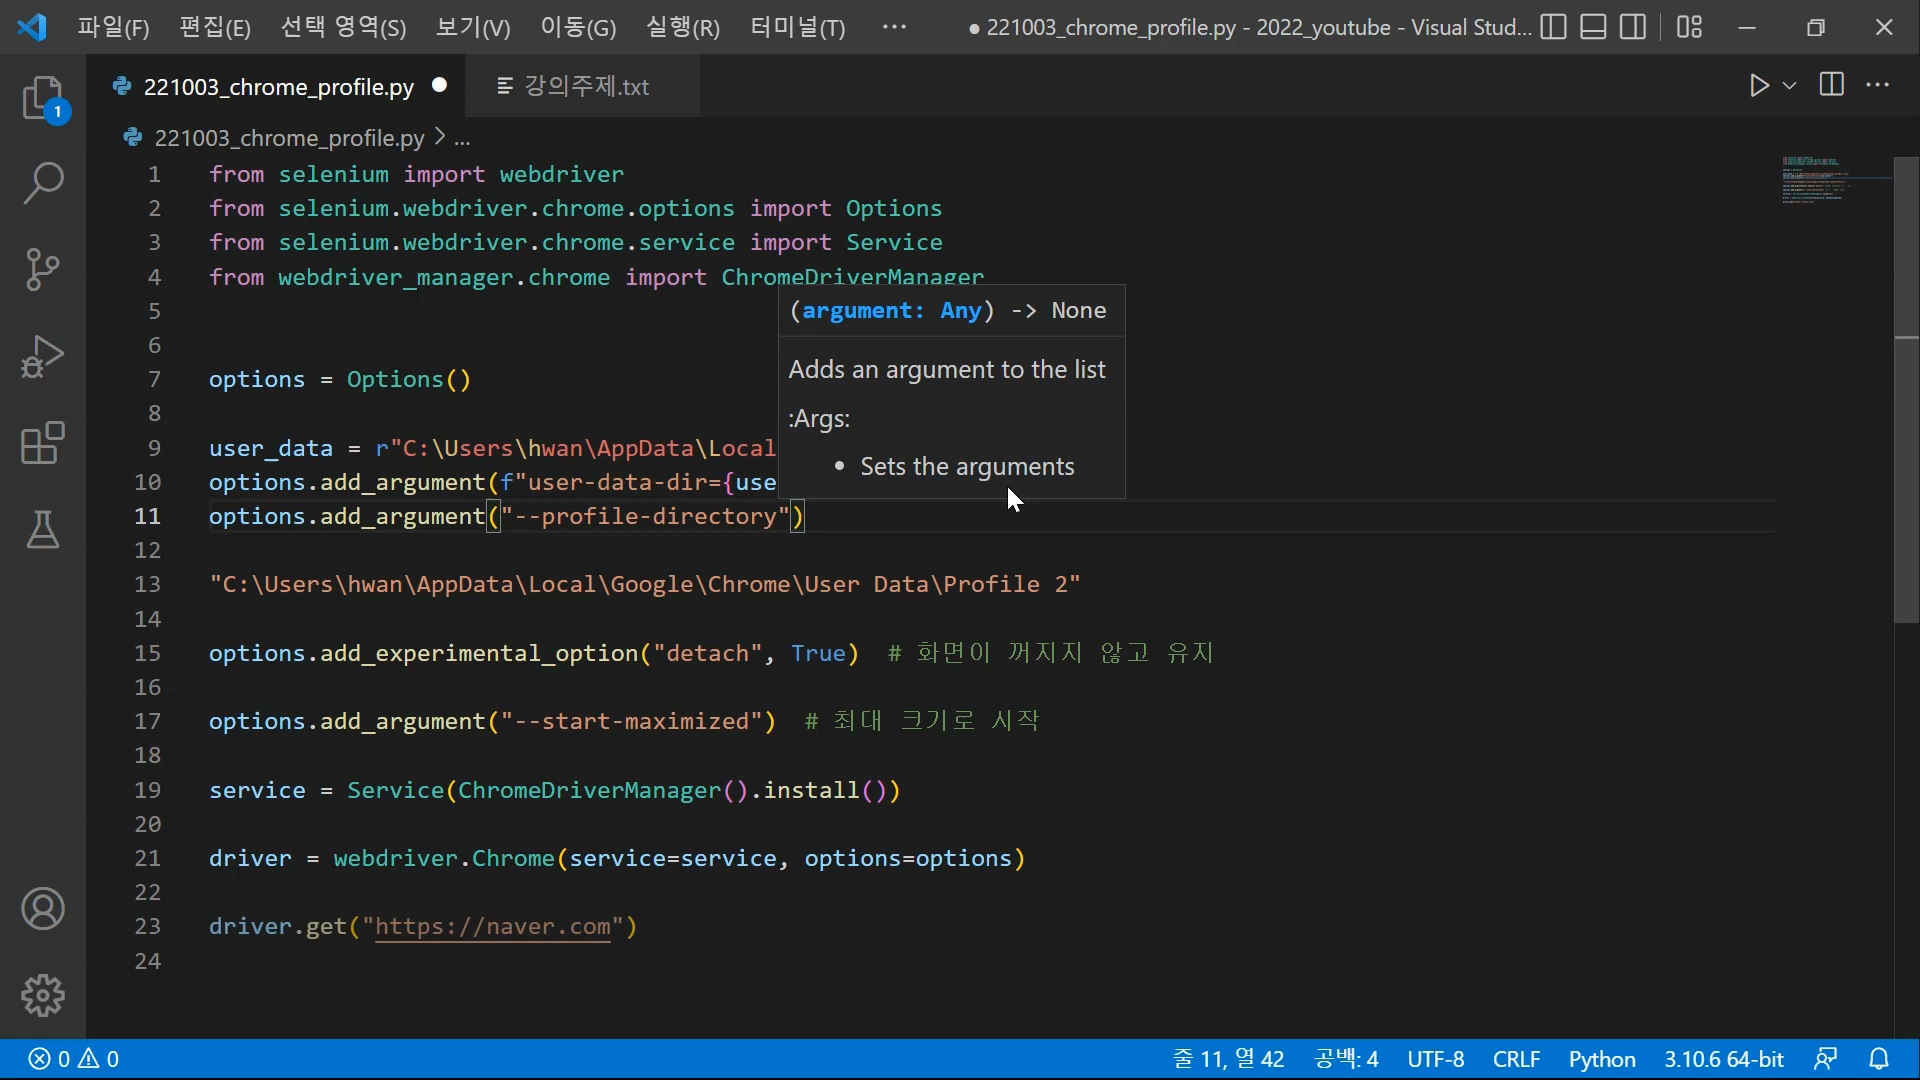 파일(F) 편집(E) 선택 영역(S) 보기(V) 이동(G) 실행(R) 터미널(T) ··· ● 221003_chrome_profile.py - 2022_youtube - Visual Stud...
221003_chrome_profile.py ● 강의주제.txt
1
221003_chrome_profile.py > ...
1 from selenium import webdriver
2 from selenium.webdriver.chrome.options import Options
3 from selenium.webdriver.chrome.service import Service
4 from webdriver_manager.chrome import ChromeDriverManager
5
(argument: Any) -> None
6
Adds an argument to the list
7 options = Options()
8
:Args:
9 user_data = r"C:\Users\hwan\AppData\Local
• Sets the arguments
10 options.add_argument(f"user-data-dir={use
11 options.add_argument("--profile-directory")
12
13 "C:\Users\hwan\AppData\Local\Google\Chrome\User Data\Profile 2"
14
15 options.add_experimental_option("detach", True) # 화면이 꺼지지 않고 유지
16
17 options.add_argument("--start-maximized") # 최대 크기로 시작
18
19 service = Service(ChromeDriverManager().install())
20
21 driver = webdriver.Chrome(service=service, options=options)
22
23 driver.get("https://naver.com")
24
0 0 줄 11, 열 42 공백: 4 UTF-8 CRLF Python 3.10.6 64-bit